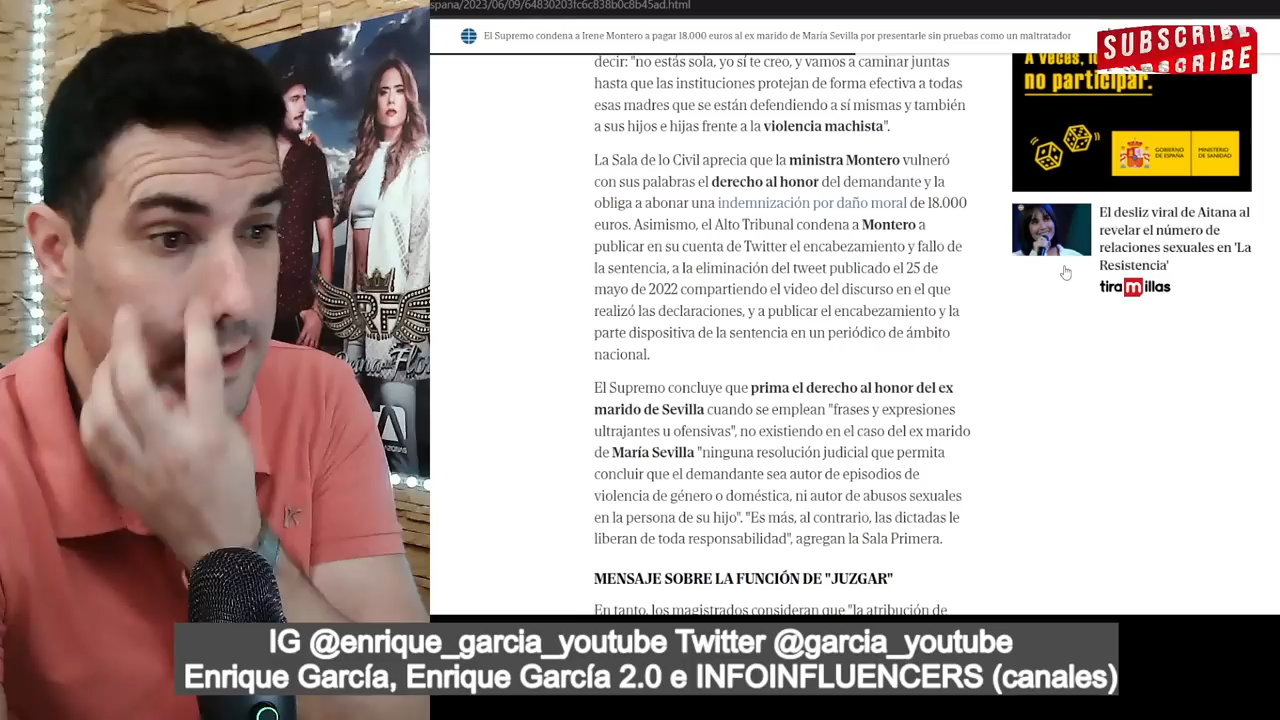 spana/2023/06/09/64830203fc6c838b0c8b45ad.html
El Supremo condena a Irene Montero a pagar 18.000 euros al ex marido de María Sevilla por presentarle sin pruebas como un maltratador
SUBSCRIBE
SUBSCRIBE
decir: "no estás sola, yo sí te creo, y vamos a caminar juntas
hasta que las instituciones protejan de forma efectiva a todas
esas madres que se están defendiendo a sí mismas y también
a sus hijos e hijas frente a la violencia machista".
La Sala de lo Civil aprecia que la ministra Montero vulneró
con sus palabras el derecho al honor del demandante y la
obliga a abonar una indemnización por daño moral de 18.000
euros. Asimismo, el Alto Tribunal condena a Montero a
publicar en su cuenta de Twitter el encabezamiento y fallo de
la sentencia, a la eliminación del tweet publicado el 25 de
mayo de 2022 compartiendo el video del discurso en el que
realizó las declaraciones, y a publicar el encabezamiento y la
parte dispositiva de la sentencia en un periódico de ámbito
nacional.
El Supremo concluye que prima el derecho al honor del ex
marido de Sevilla cuando se emplean "frases y expresiones
ultrajantes u ofensivas", no existiendo en el caso del ex marido
de María Sevilla "ninguna resolución judicial que permita
concluir que el demandante sea autor de episodios de
violencia de género o doméstica, ni autor de abusos sexuales
en la persona de su hijo". "Es más, al contrario, las dictadas le
liberan de toda responsabilidad", agregan la Sala Primera.
MENSAJE SOBRE LA FUNCIÓN DE "JUZGAR"
En tanto, los magistrados consideran que "la atribución de
A veces,
no participar.
GOBIERNO
DE ESPAÑA
MINISTERIO
DE SANIDAD
El desliz viral de Aitana al
revelar el número de
relaciones sexuales en 'La
Resistencia'
tiramillas
RF
IG @enrique_garcia_youtube Twitter @garcia_youtube
Enrique García, Enrique García 2.0 e INFOINFLUENCERS (canales)